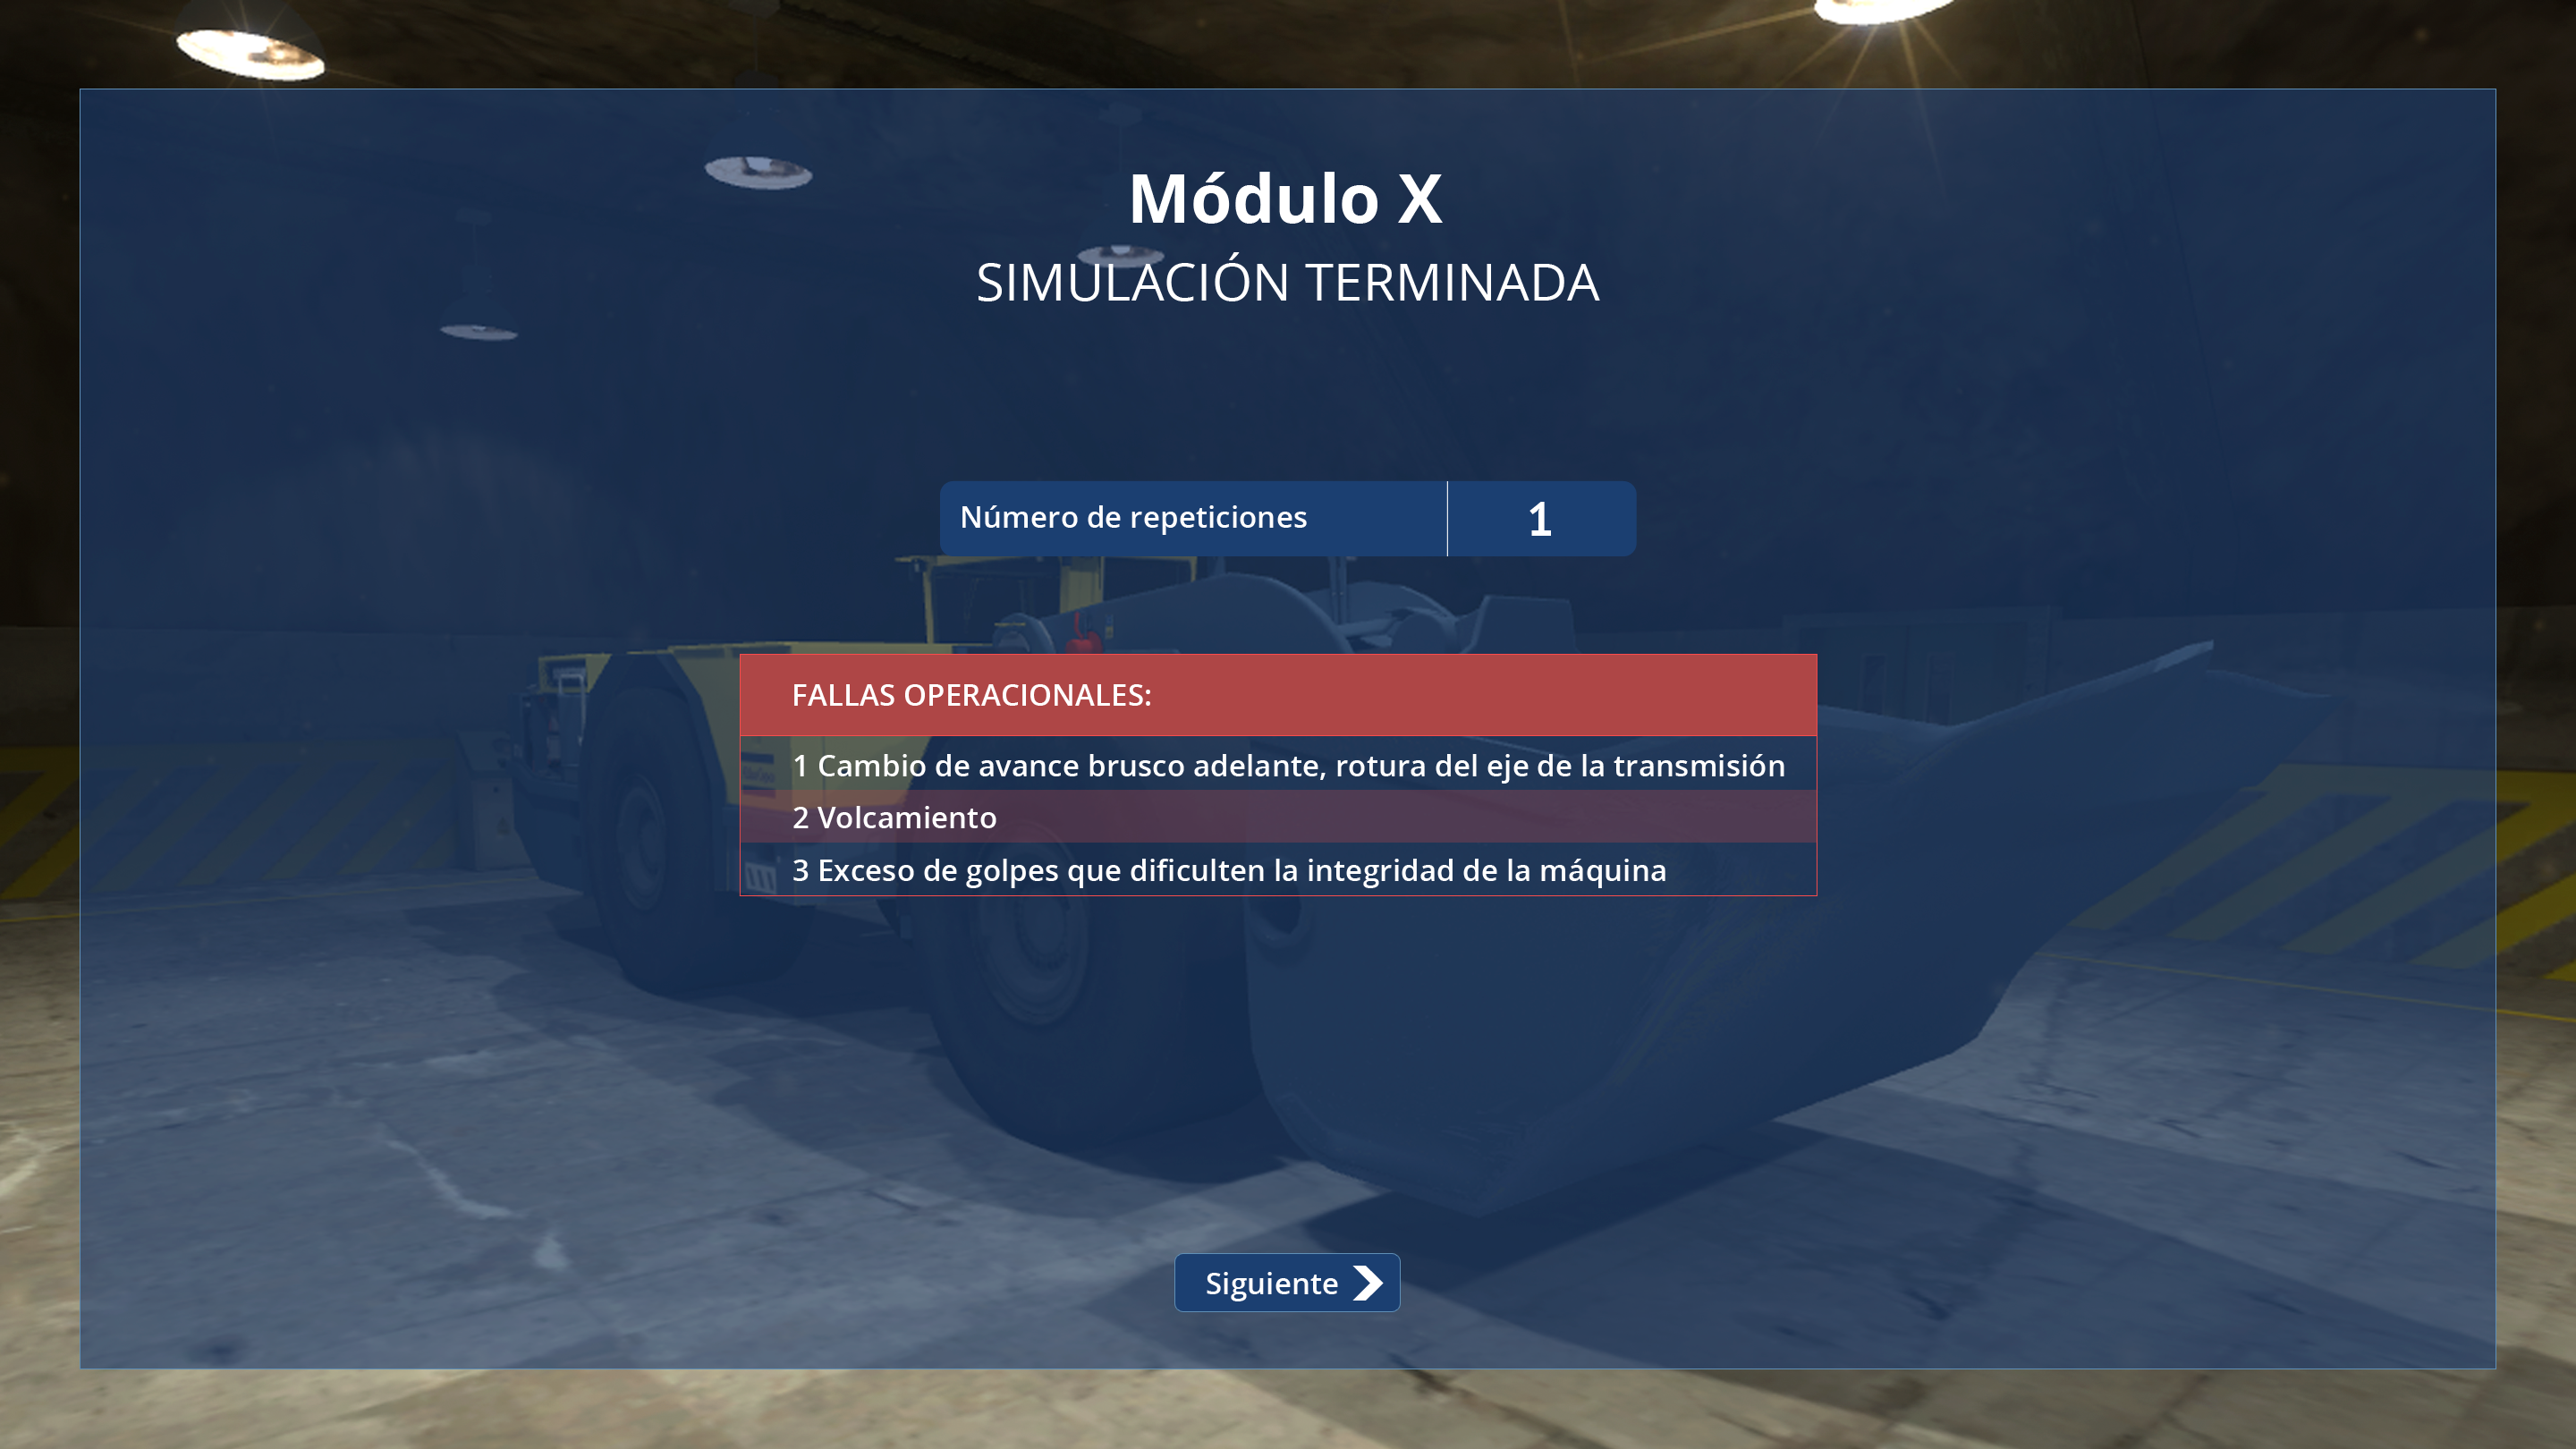 Módulo X
SIMULACIÓN TERMINADA
Número de repeticiones 1
FALLAS OPERACIONALES:
1 Cambio de avance brusco adelante, rotura del eje de la transmisión
2 Volcamiento
3 Exceso de golpes que dificulten la integridad de la máquina
Siguiente